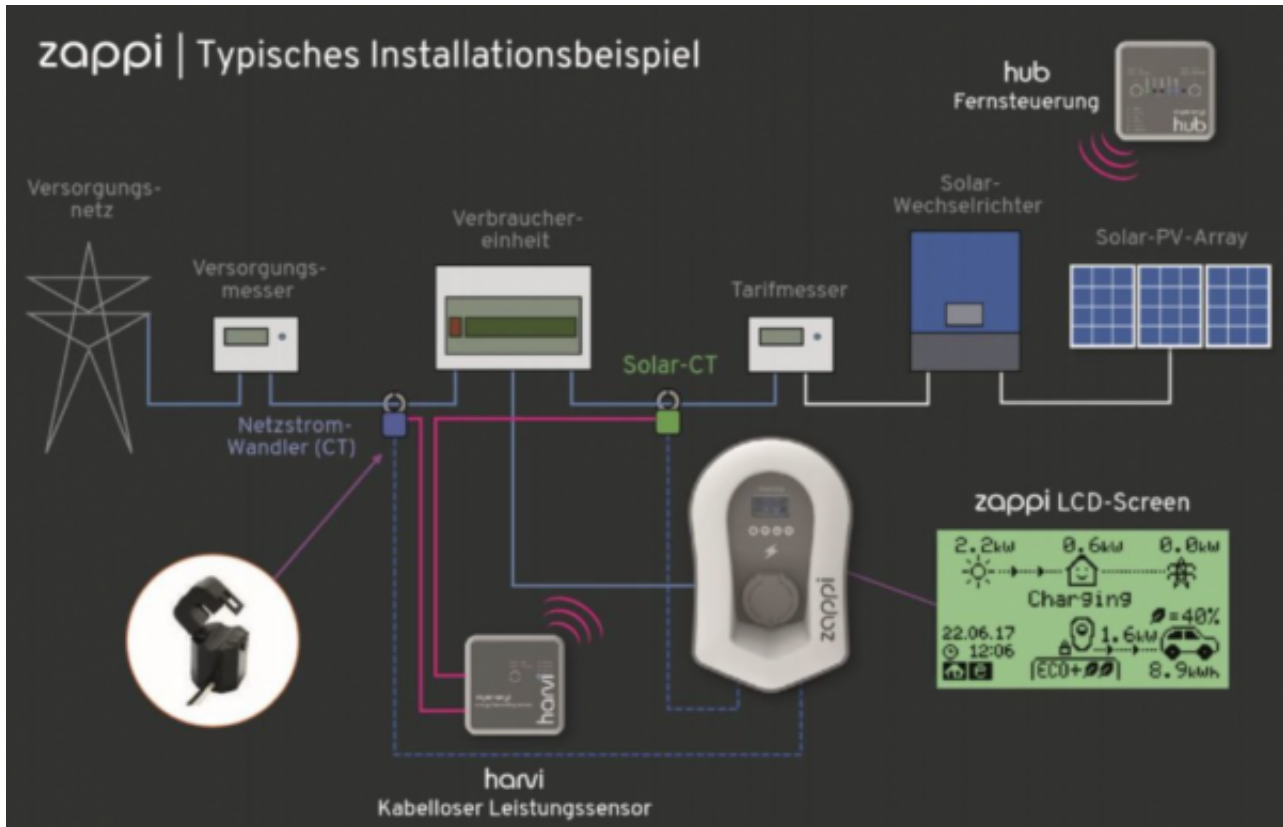 zappi | Typisches Installationsbeispiel
hub
Fernsteuerung
hub
Versorgungs-
netz
Versorgungs-
messer
Verbraucher-
einheit
Solar-CT
Tarifmesser
Solar-
Wechselrichter
Solar-PV-Array
Netzstrom-
Wandler (CT)
zappi
harvi
harvi
Kabelloser Leistungssensor
zappi LCD-Screen
2.2kW 0.6kW 0.0kW
Charging
=40%
22.06.17 1.6kW
12:06
ECO+ 8.9kWh